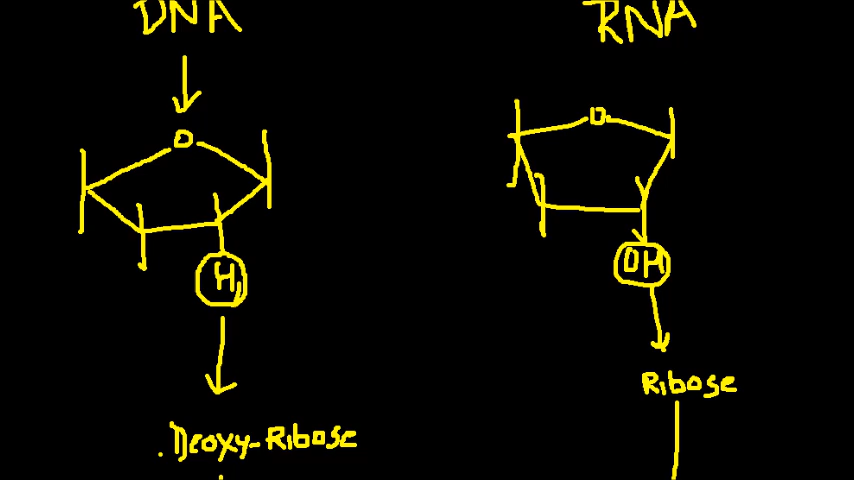 DNA
RNA
O
O
H
OH
Ribose
Deoxy-Ribose